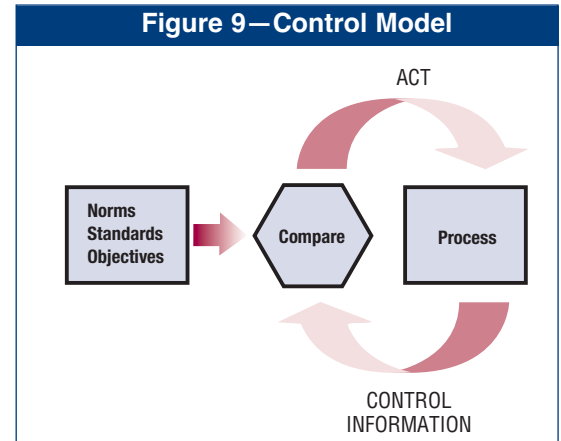 Figure 9—Control Model
ACT
Norms
Standards
Objectives
Compare
Process
CONTROL
INFORMATION